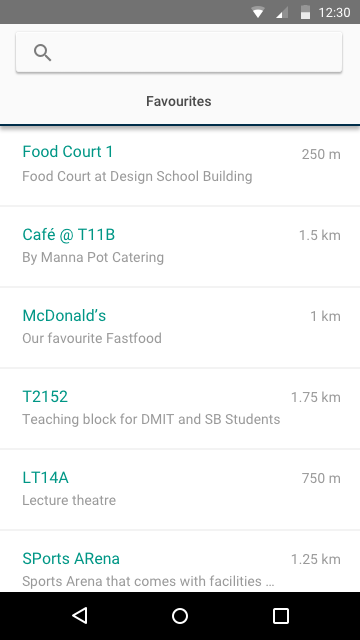 12:30
Favourites
Food Court 1
250 m
Food Court at Design School Building
Café @ T11B
1.5 km
By Manna Pot Catering
McDonald’s
1 km
Our favourite Fastfood
T2152
1.75 km
Teaching block for DMIT and SB Students
LT14A
750 m
Lecture theatre
SPorts ARena
1.25 km
Sports Arena that comes with facilities ...